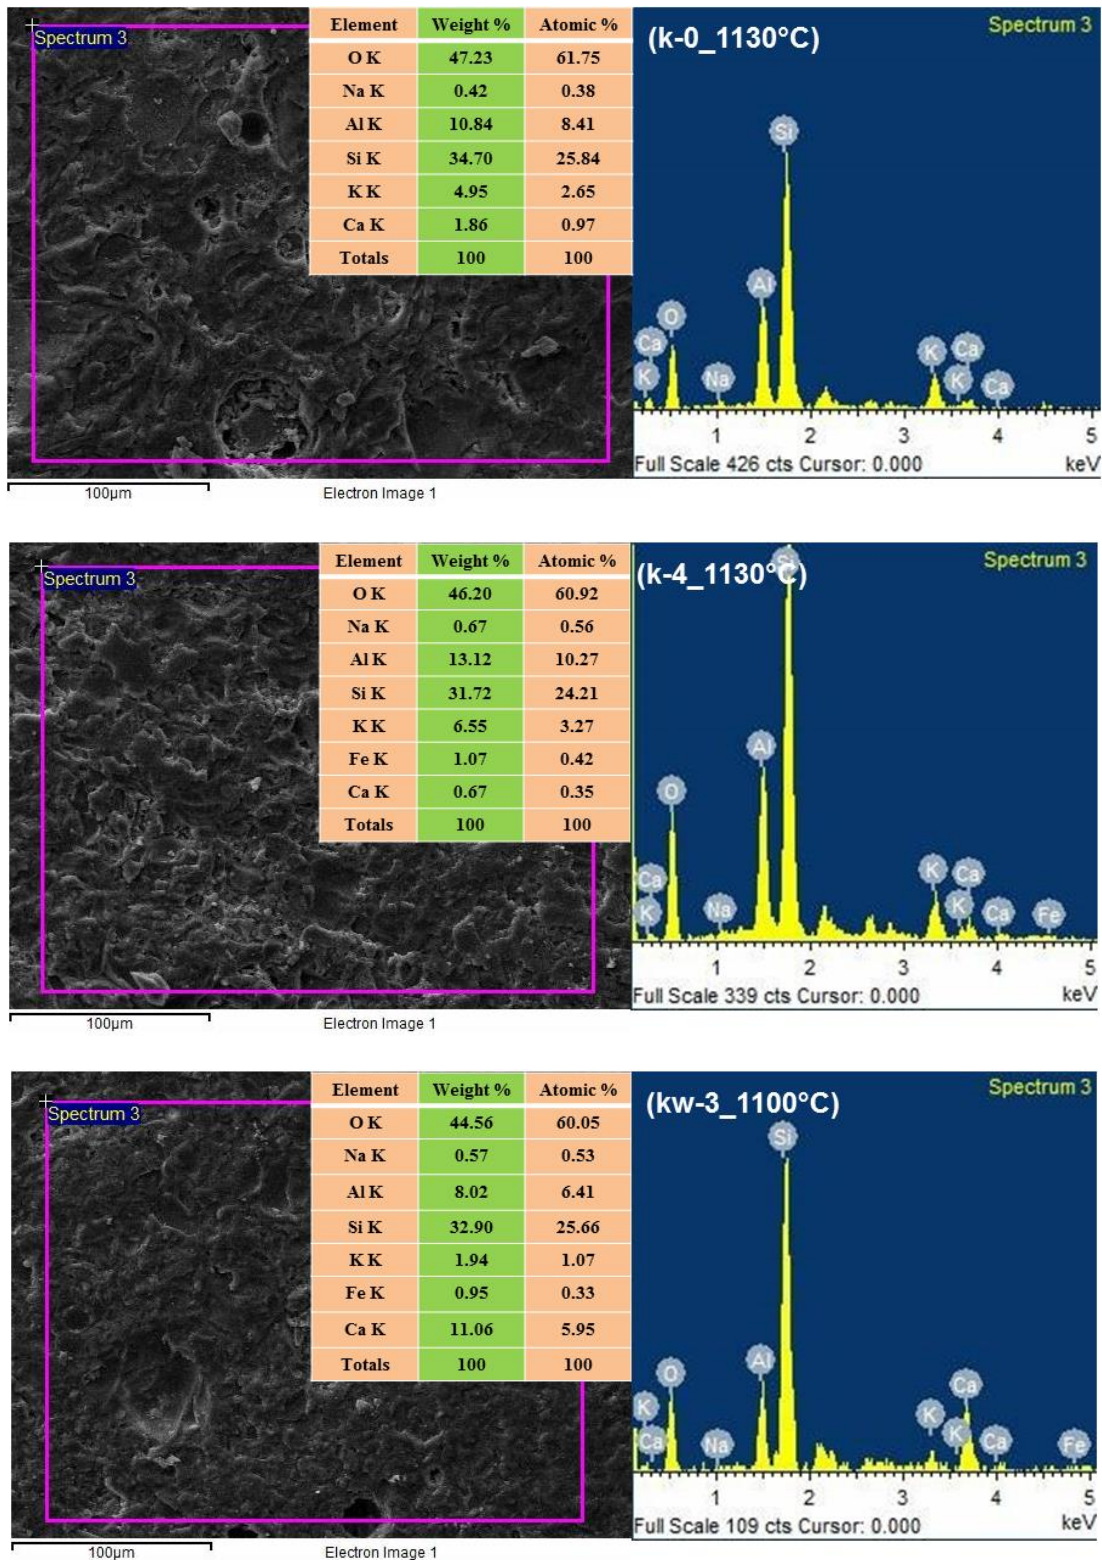 Spectrum 3
Element Weight % Atomic %
O K 47.23 61.75
Na K 0.42 0.38
Al K 10.84 8.41
Si K 34.70 25.84
K K 4.95 2.65
Ca K 1.86 0.97
Totals 100 100
100µm
Electron Image 1
(k-0_1130°C)
Spectrum 3
Si
Al
O
Ca
K
Na
K
Ca
K
Ca
1 2 3 4 5
Full Scale 426 cts Cursor: 0.000 keV
Spectrum 3
Element Weight % Atomic %
O K 46.20 60.92
Na K 0.67 0.56
Al K 13.12 10.27
Si K 31.72 24.21
K K 6.55 3.27
Fe K 1.07 0.42
Ca K 0.67 0.35
Totals 100 100
100µm
Electron Image 1
(k-4_1130°C)
Spectrum 3
Si
Al
O
Ca
K
Na
K
Ca
K
Ca
Fe
1 2 3 4 5
Full Scale 339 cts Cursor: 0.000 keV
Spectrum 3
Element Weight % Atomic %
O K 44.56 60.05
Na K 0.57 0.53
Al K 8.02 6.41
Si K 32.90 25.66
K K 1.94 1.07
Fe K 0.95 0.33
Ca K 11.06 5.95
Totals 100 100
100µm
Electron Image 1
(kw-3_1100°C)
Spectrum 3
Si
Al
O
K
Ca
Na
K
Ca
K
Ca
Fe
1 2 3 4 5
Full Scale 109 cts Cursor: 0.000 keV